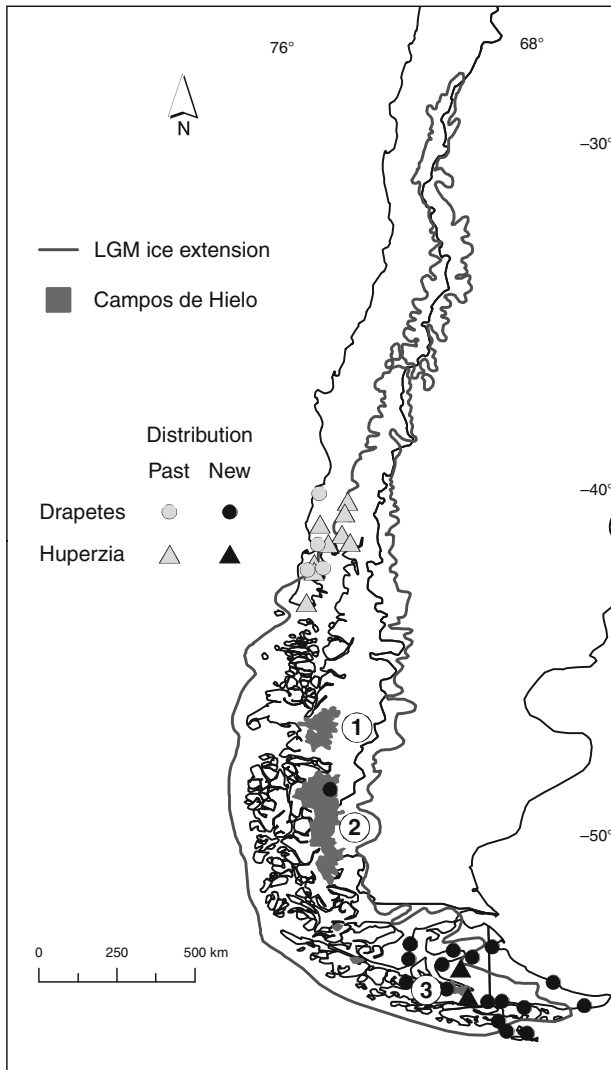 76° 68°
N
–30°
LGM ice extension
Campos de Hielo
Distribution
Past New
–40°
Drapetes
Huperzia
1
2
–50°
0 250 500 km
3